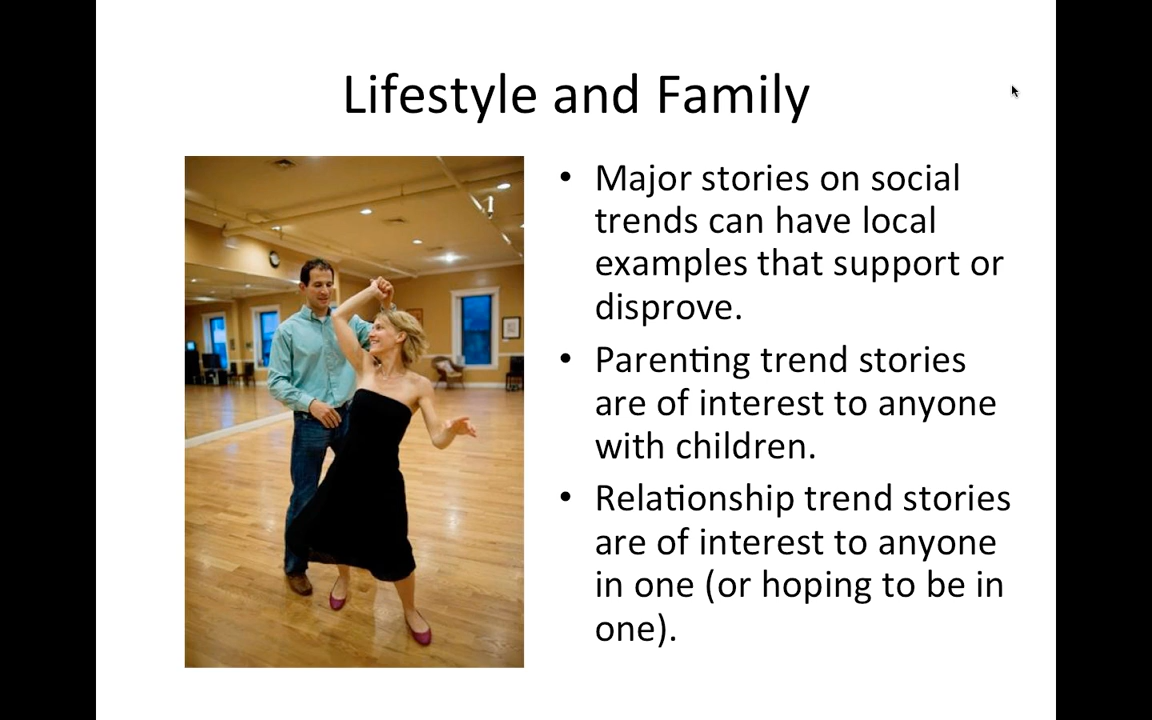 Lifestyle and Family
• Major stories on social
trends can have local
examples that support or
disprove.
• Parenting trend stories
are of interest to anyone
with children.
• Relationship trend stories
are of interest to anyone
in one (or hoping to be in
one).